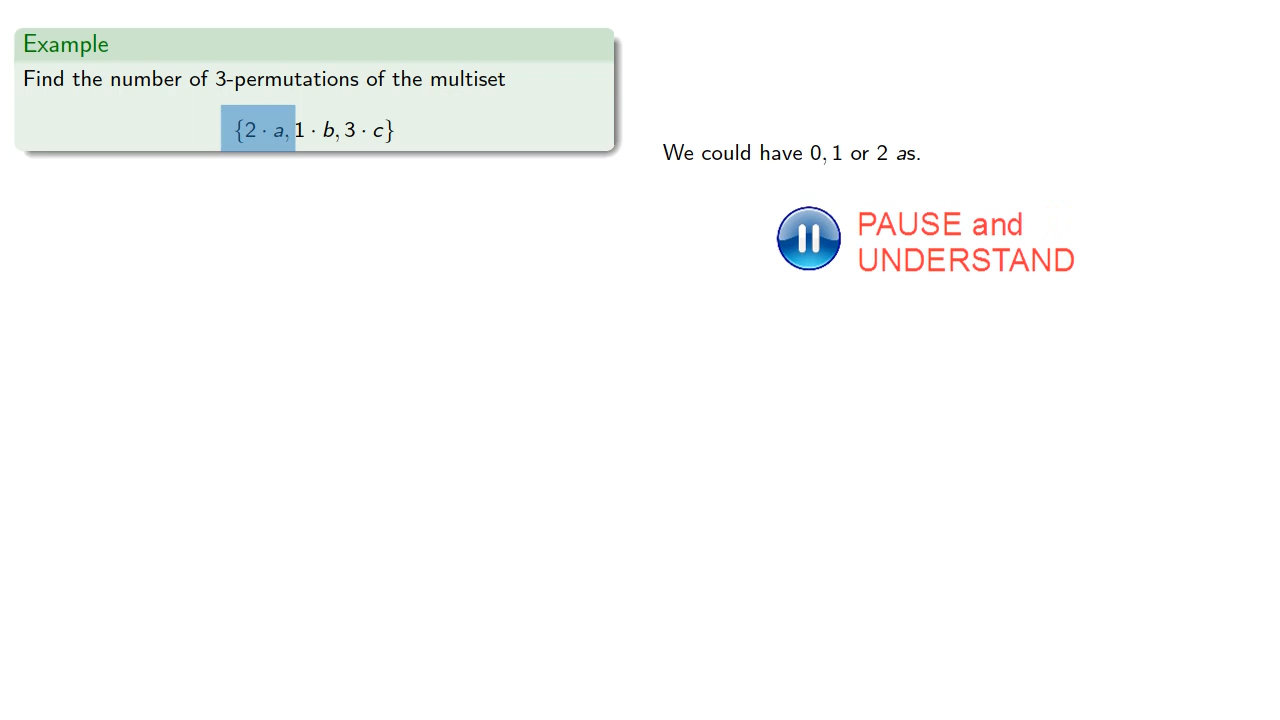 Example
Find the number of 3-permutations of the multiset
{2 · a, 1 · b, 3 · c}
We could have 0, 1 or 2 as.
PAUSE and
UNDERSTAND